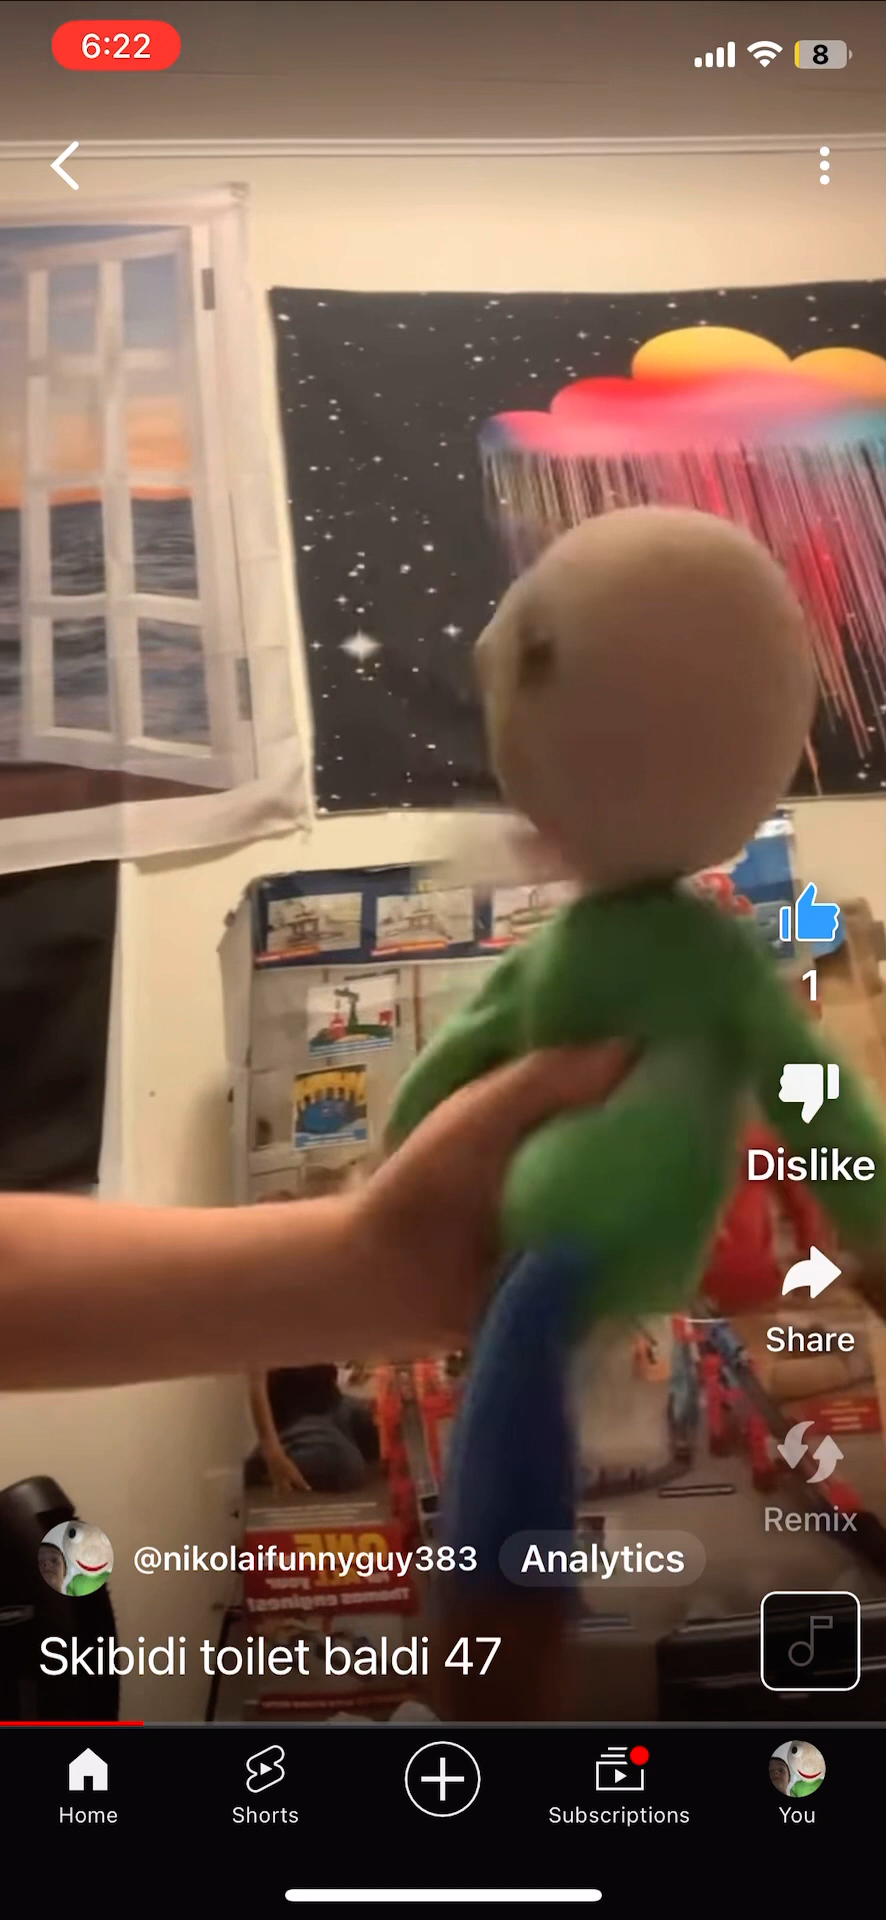 6:22
8
1
Dislike
Share
Remix
@nikolaifunnyguy383
Analytics
Skibidi toilet baldi 47
Home
Shorts
Subscriptions
You